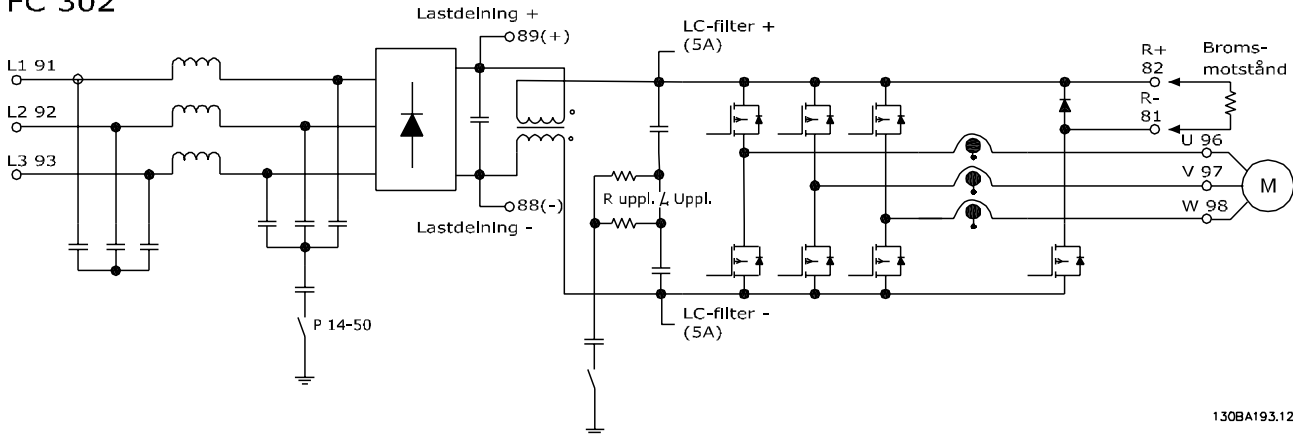 FC 302
Lastdelning +
89(+)
LC-filter +
(5A)
R+
82
Broms-
motstånd
L1 91
R-
81
L2 92
U 96
L3 93
V 97
M
R uppl.
Uppl.
88(-)
W 98
Lastdelning -
LC-filter -
(5A)
P 14-50
130BA193.12